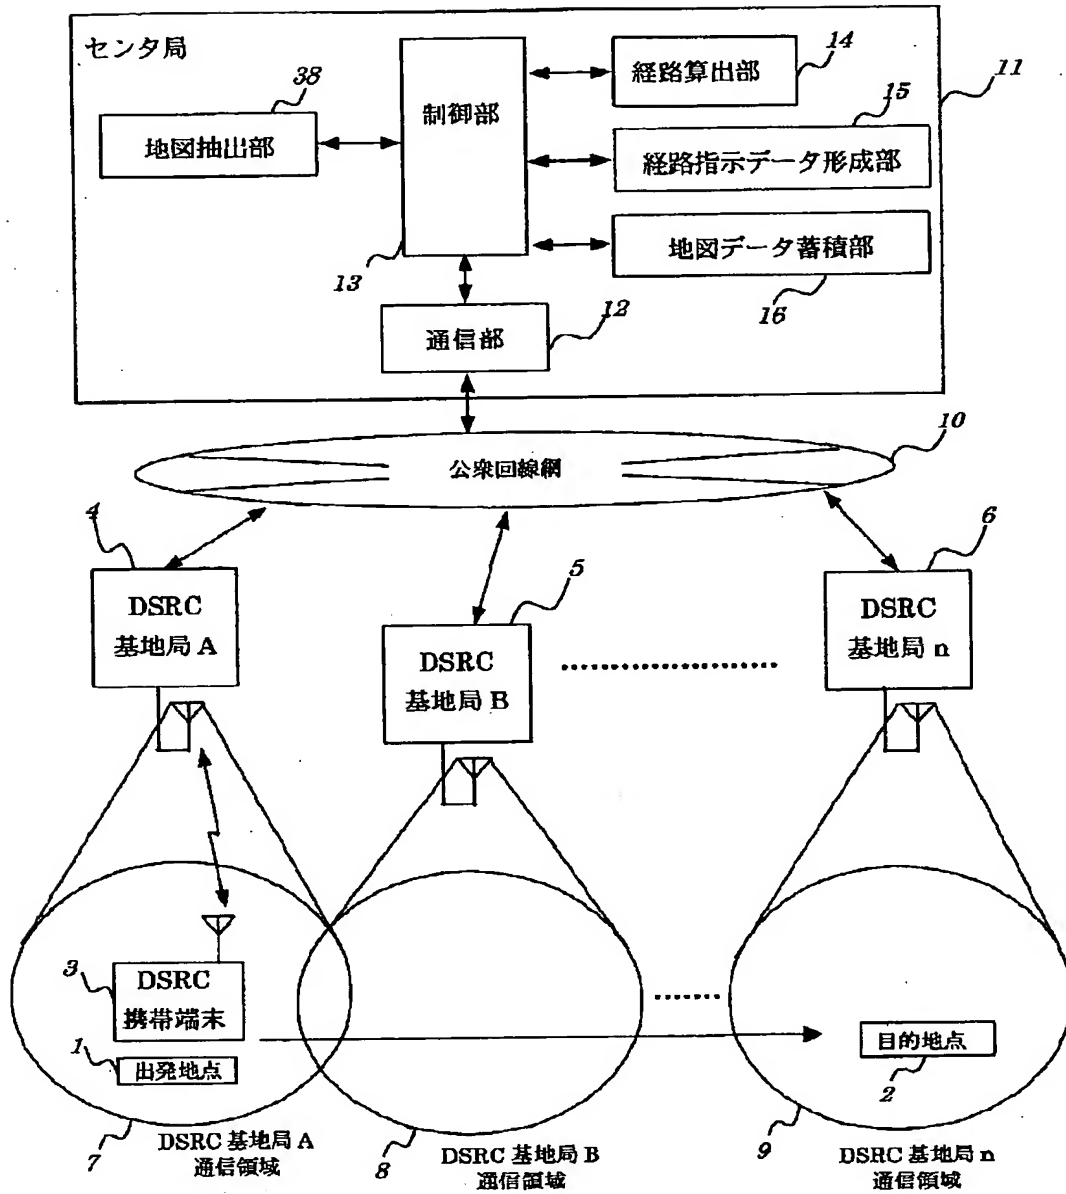 センタ局
38
地図抽出部
制御部
13
経路算出部
14
11
15
経路指示データ形成部
地図データ蓄積部
16
通信部
12
公衆回線網
10
4
DSRC
基地局 A
5
DSRC
基地局 B
6
DSRC
基地局 n
3
DSRC
携帯端末
1
出発地点
目的地点
2
7
DSRC 基地局 A
通信領域
8
DSRC 基地局 B
通信領域
9
DSRC 基地局 n
通信領域